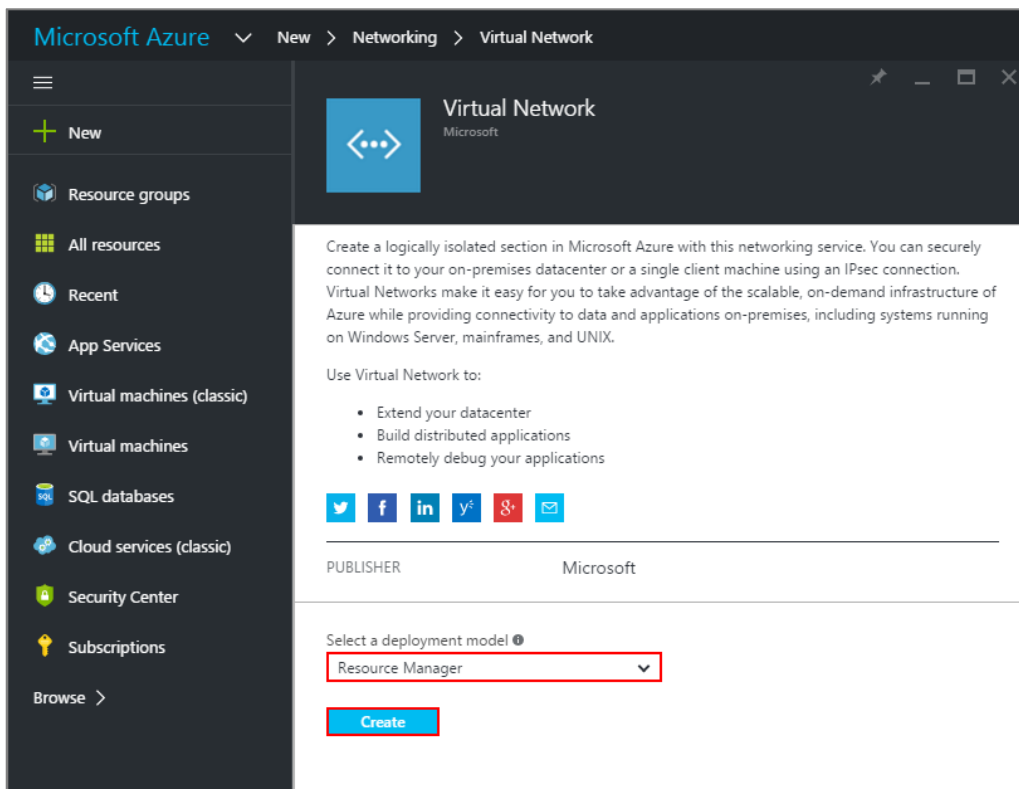 Microsoft Azure New > Networking > Virtual Network
New
Resource groups
All resources
Recent
App Services
Virtual machines (classic)
Virtual machines
SQL databases
Cloud services (classic)
Security Center
Subscriptions
Browse >
Virtual Network
Microsoft
Create a logically isolated section in Microsoft Azure with this networking service. You can securely
connect it to your on-premises datacenter or a single client machine using an IPsec connection.
Virtual Networks make it easy for you to take advantage of the scalable, on-demand infrastructure of
Azure while providing connectivity to data and applications on-premises, including systems running
on Windows Server, mainframes, and UNIX.
Use Virtual Network to:
• Extend your datacenter
• Build distributed applications
• Remotely debug your applications
PUBLISHER Microsoft
Select a deployment model
Resource Manager
Create